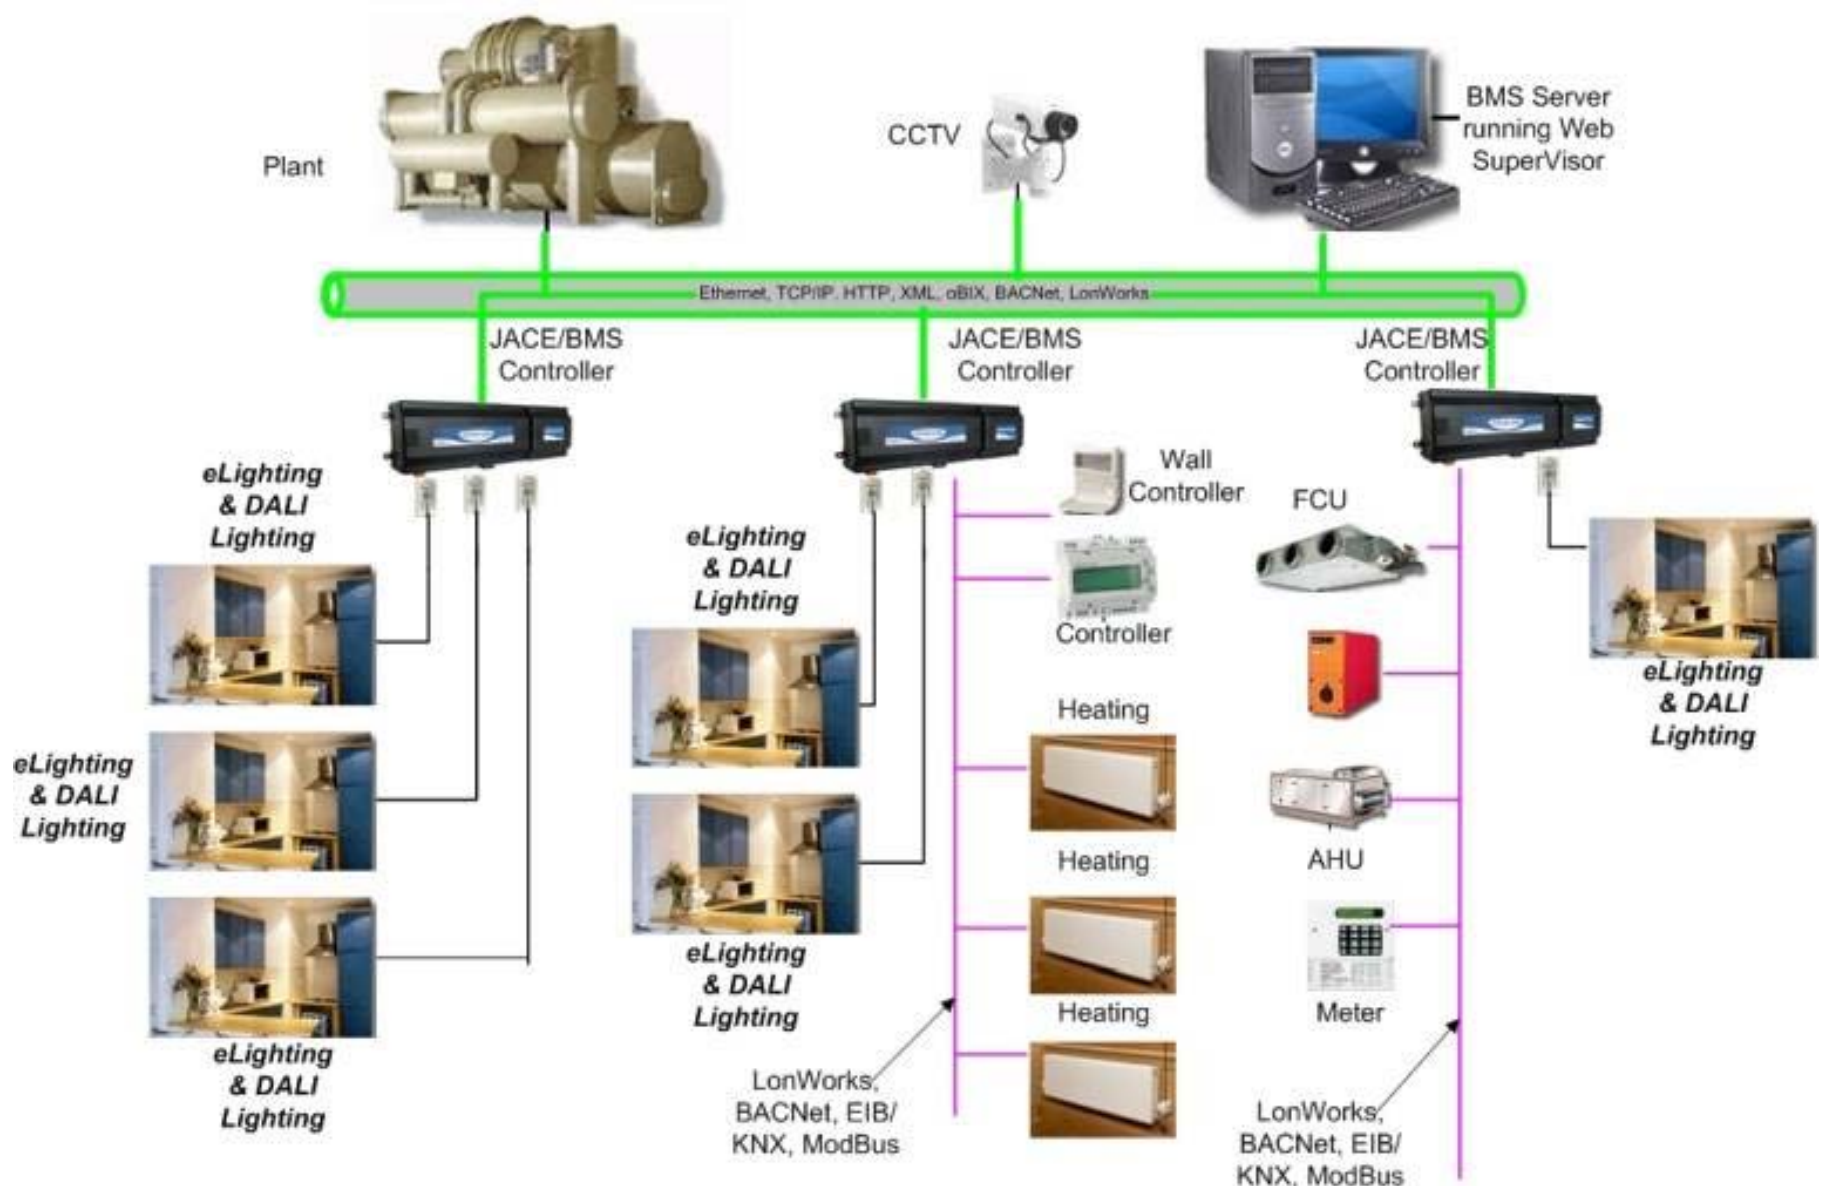 Plant
CCTV
BMS Server
running Web
SuperVisor
Ethernet, TCP/IP. HTTP, XML, oBIX, BACNet, LonWorks
JACE/BMS
Controller
JACE/BMS
Controller
JACE/BMS
Controller
eLighting
& DALI
Lighting
eLighting
& DALI
Lighting
eLighting
& DALI
Lighting
eLighting
& DALI
Lighting
eLighting
& DALI
Lighting
Wall
Controller
Controller
Heating
Heating
Heating
LonWorks,
BACNet, EIB/
KNX, ModBus
FCU
AHU
Meter
LonWorks,
BACNet, EIB/
KNX, ModBus
eLighting
& DALI
Lighting